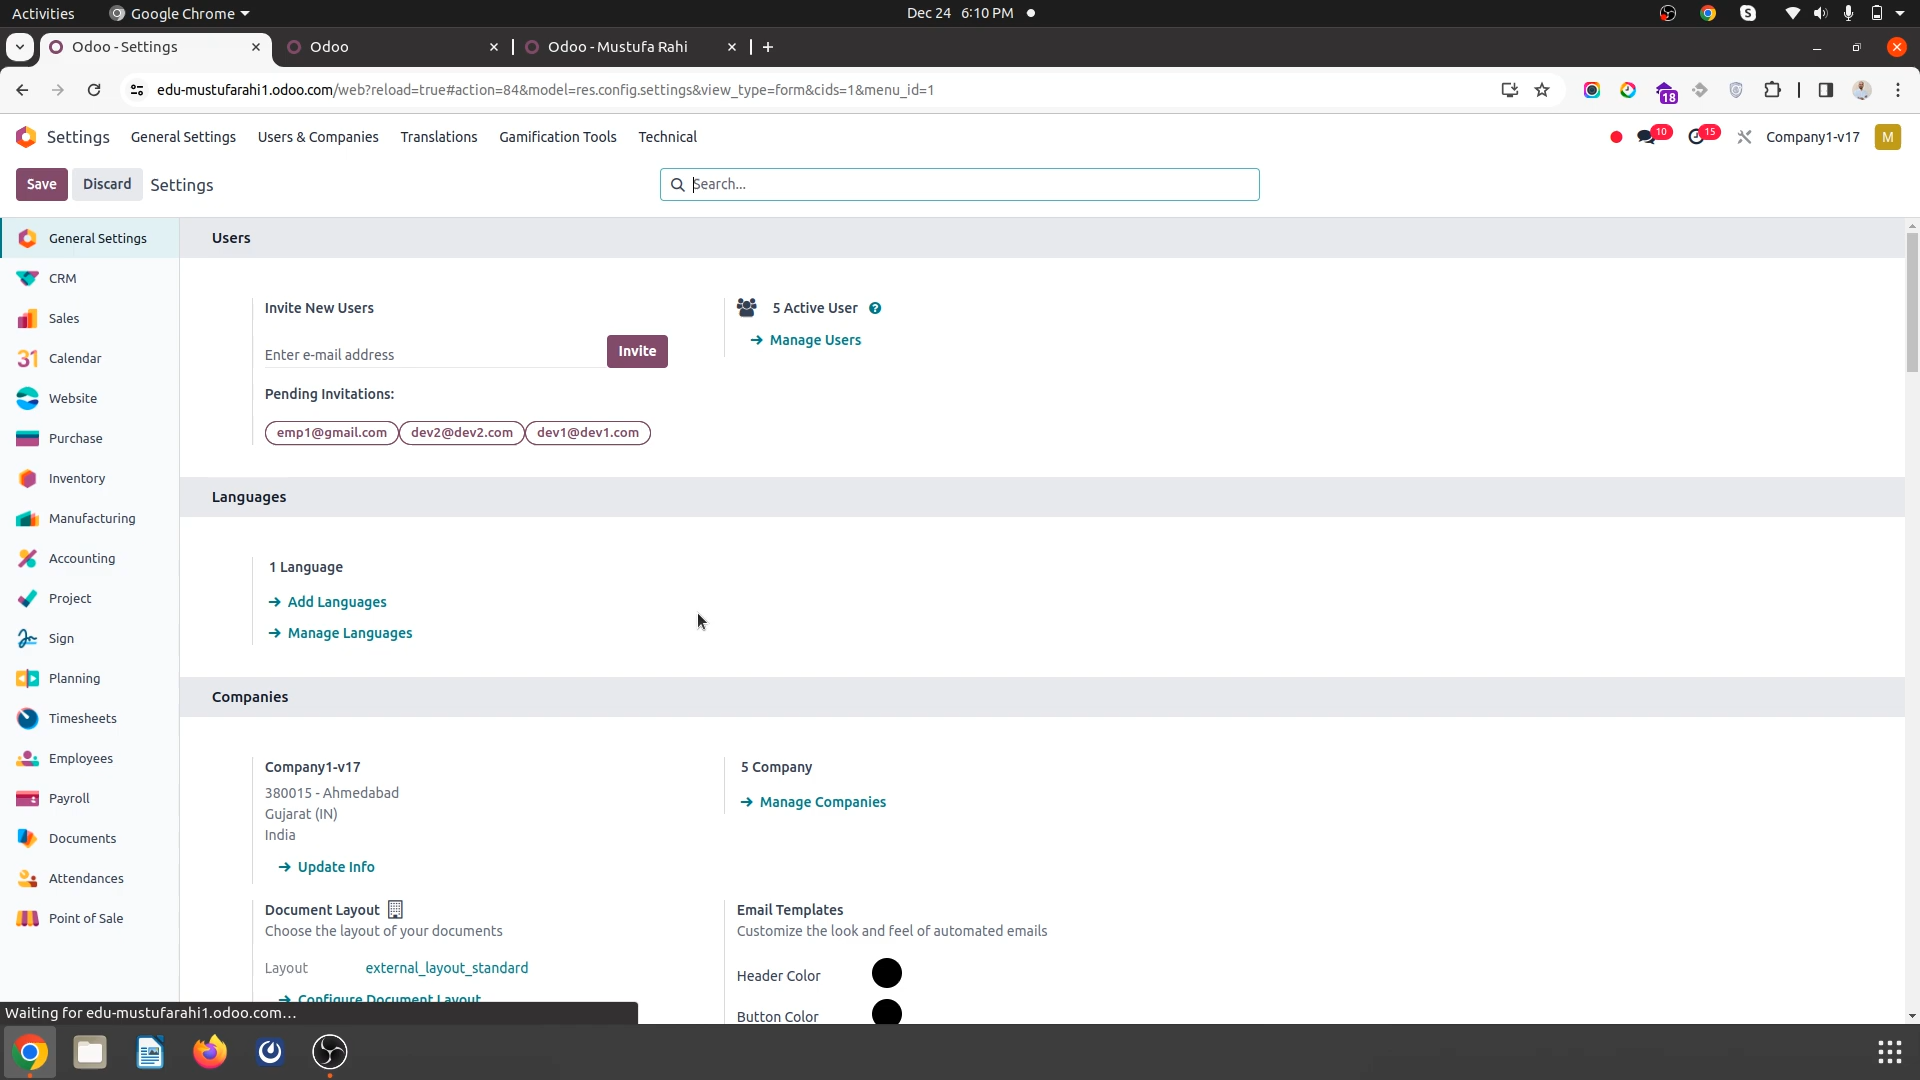 Activities Google Chrome Dec 24 6:10 PM
Odoo - Settings Odoo Odoo - Mustufa Rahi
edu-mustufarahi1.odoo.com/web?reload=true#action=84&model=res.config.settings&view_type=form&cids=1&menu_id=1 18
Settings General Settings Users & Companies Translations Gamification Tools Technical 10 15 Company1-v17 M
Save Discard Settings Search...
General Settings
CRM
Sales
31 Calendar
Website
Purchase
Inventory
Manufacturing
Accounting
Project
Sign
Planning
Timesheets
Employees
Payroll
Documents
Attendances
Point of Sale
Users
Invite New Users
Enter e-mail address Invite
Pending Invitations:
emp1@gmail.com dev2@dev2.com dev1@dev1.com
5 Active User ?
Manage Users
Languages
1 Language
Add Languages
Manage Languages
Companies
Company1-v17
380015 - Ahmedabad
Gujarat (IN)
India
Update Info
5 Company
Manage Companies
Document Layout
Choose the layout of your documents
Layout external_layout_standard
Configure Document Layout
Email Templates
Customize the look and feel of automated emails
Header Color
Button Color
Waiting for edu-mustufarahi1.odoo.com...